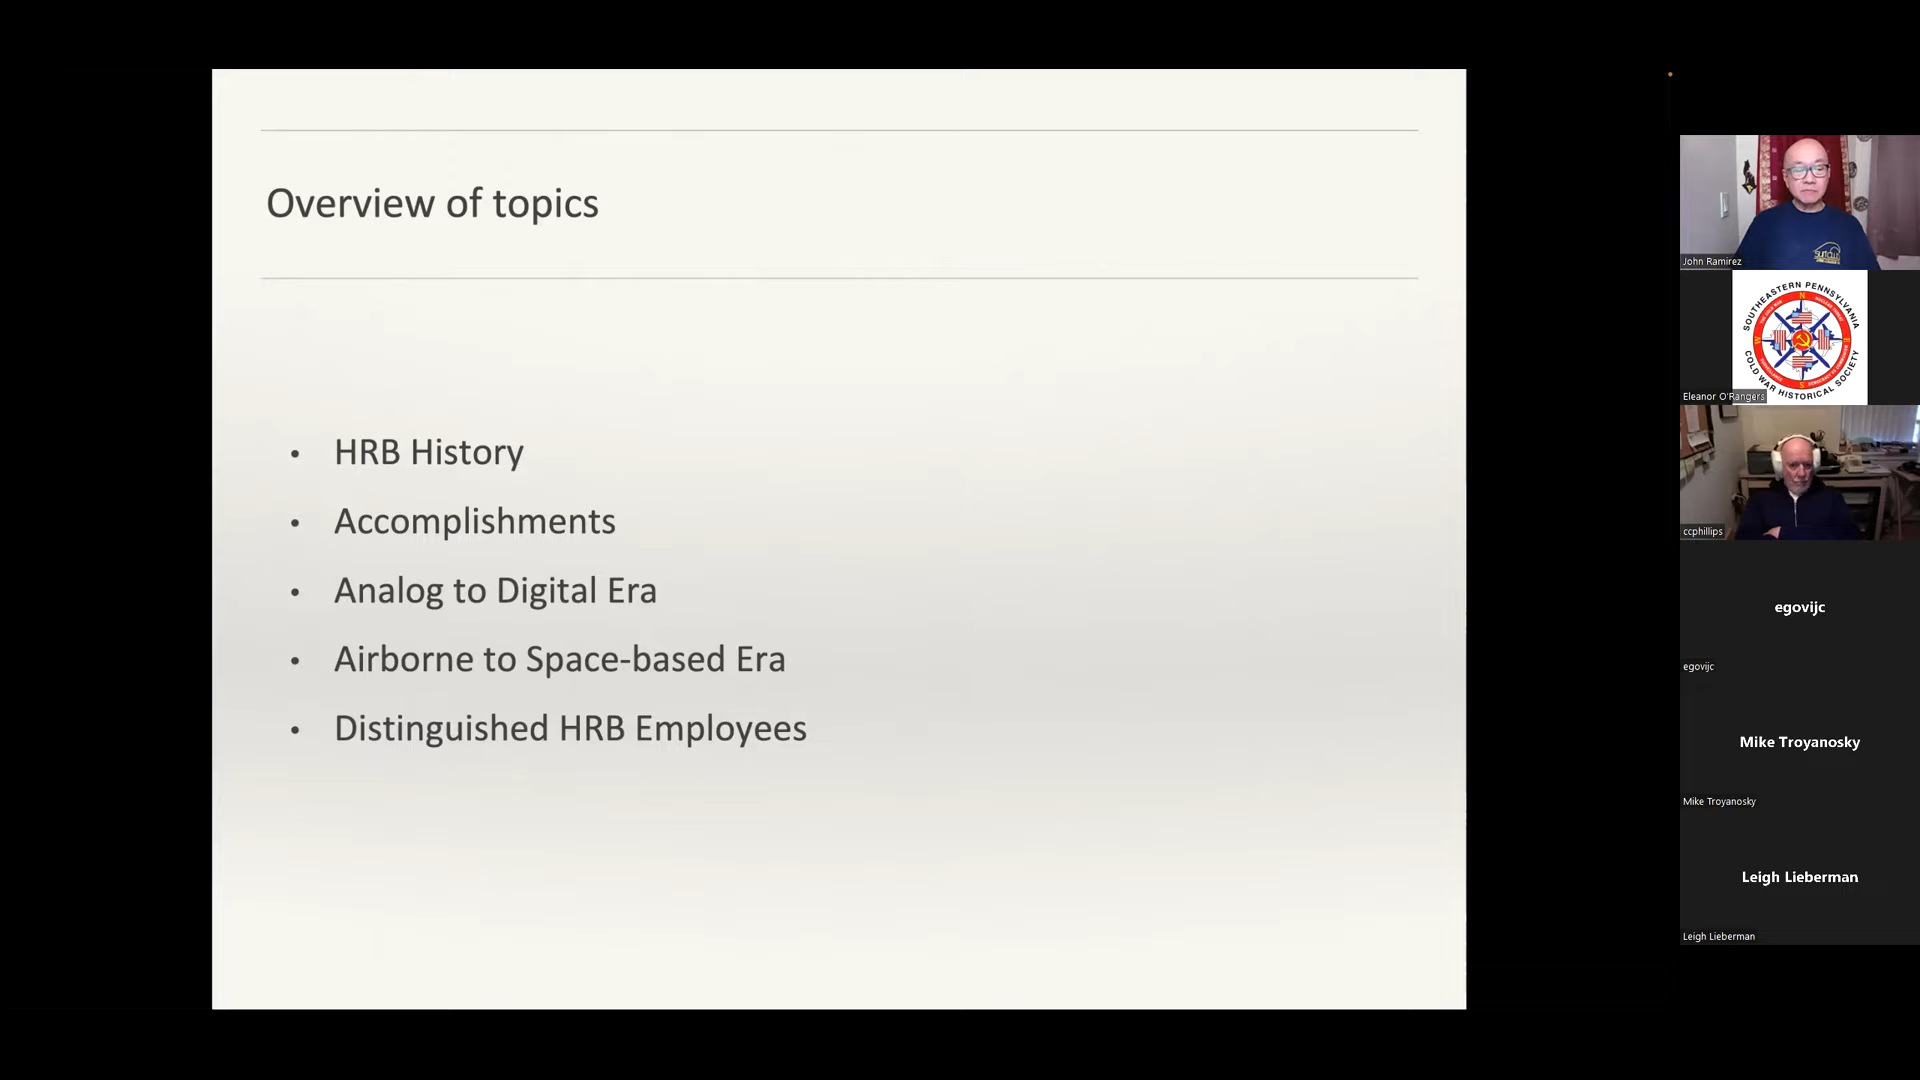 Overview of topics
• HRB History
• Accomplishments
• Analog to Digital Era
• Airborne to Space-based Era
• Distinguished HRB Employees
John Ramirez
SOUTHEASTERN PENNSYLVANIA
COLD WAR HISTORICAL SOCIETY
N
E
S
W
Eleanor O'Rangers
ccphillips
egovijc
egovijc
Mike Troyanosky
Mike Troyanosky
Leigh Lieberman
Leigh Lieberman